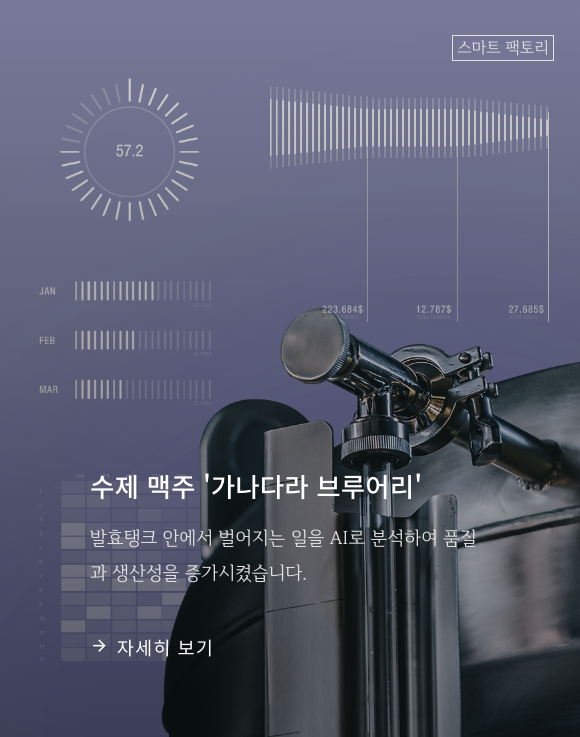 스마트 팩토리
57.2
JAN
FEB
MAR
223.684$
12.787$
27.685$
수제 맥주 '가나다라 브루어리'
발효탱크 안에서 벌어지는 일을 AI로 분석하여 품질
과 생산성을 증가시켰습니다.
→ 자세히 보기